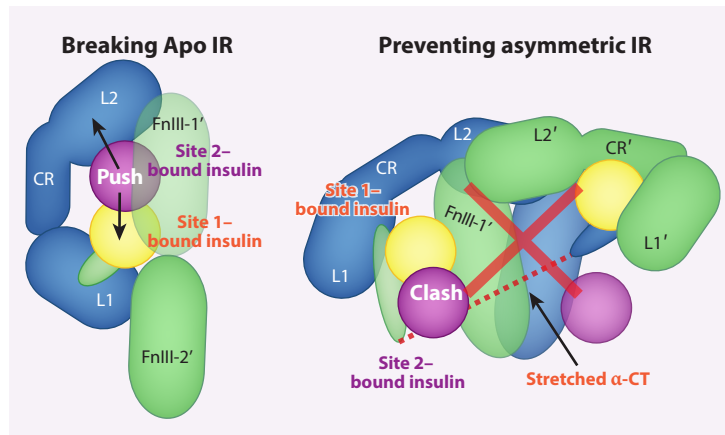 Breaking Apo IR
L2
FnIII-1′
CR
Push
Site 2–
bound insulin
Site 1–
bound insulin
L1
FnIII-2′
Preventing asymmetric IR
L2
L2′
CR
CR′
Site 1–
bound insulin
FnIII-1′
L1
L1′
Clash
Site 2–
bound insulin
Stretched α-CT